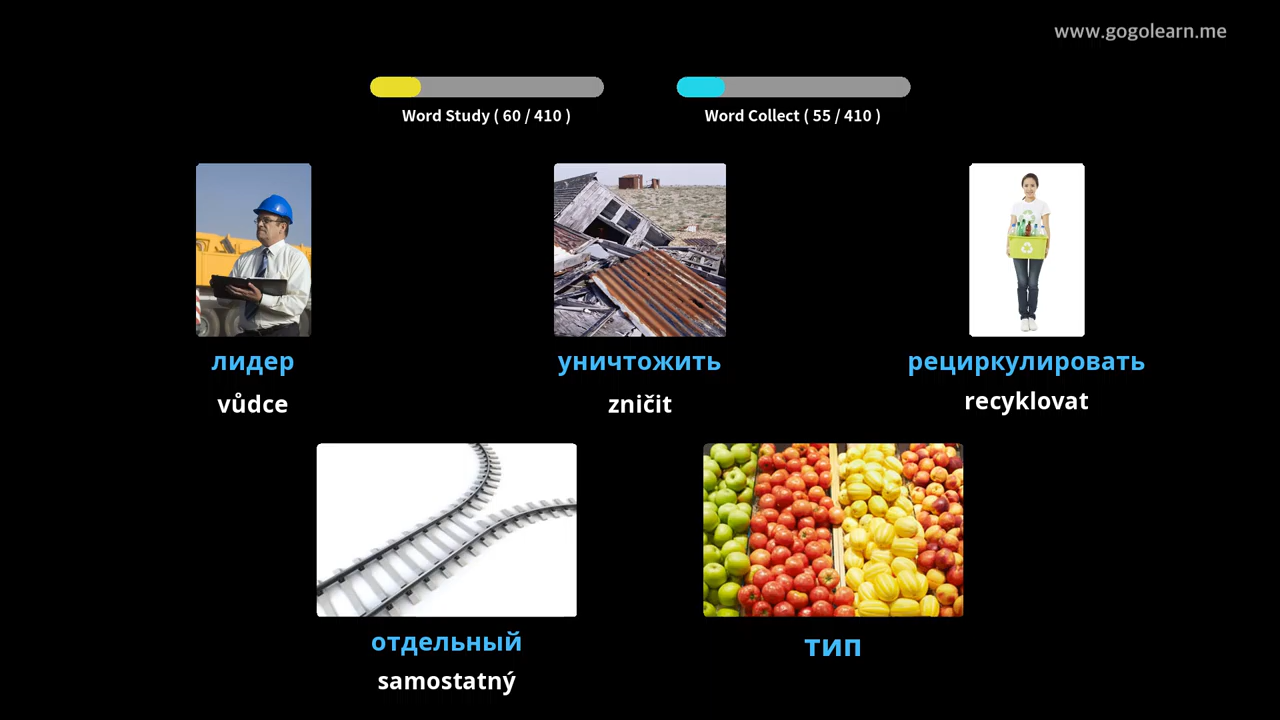 www.gogolearn.me
Word Study ( 60 / 410 )
Word Collect ( 55 / 410 )
лидер
vůdce
уничтожить
zničit
рециркулировать
recyklovat
отдельный
samostatný
тип